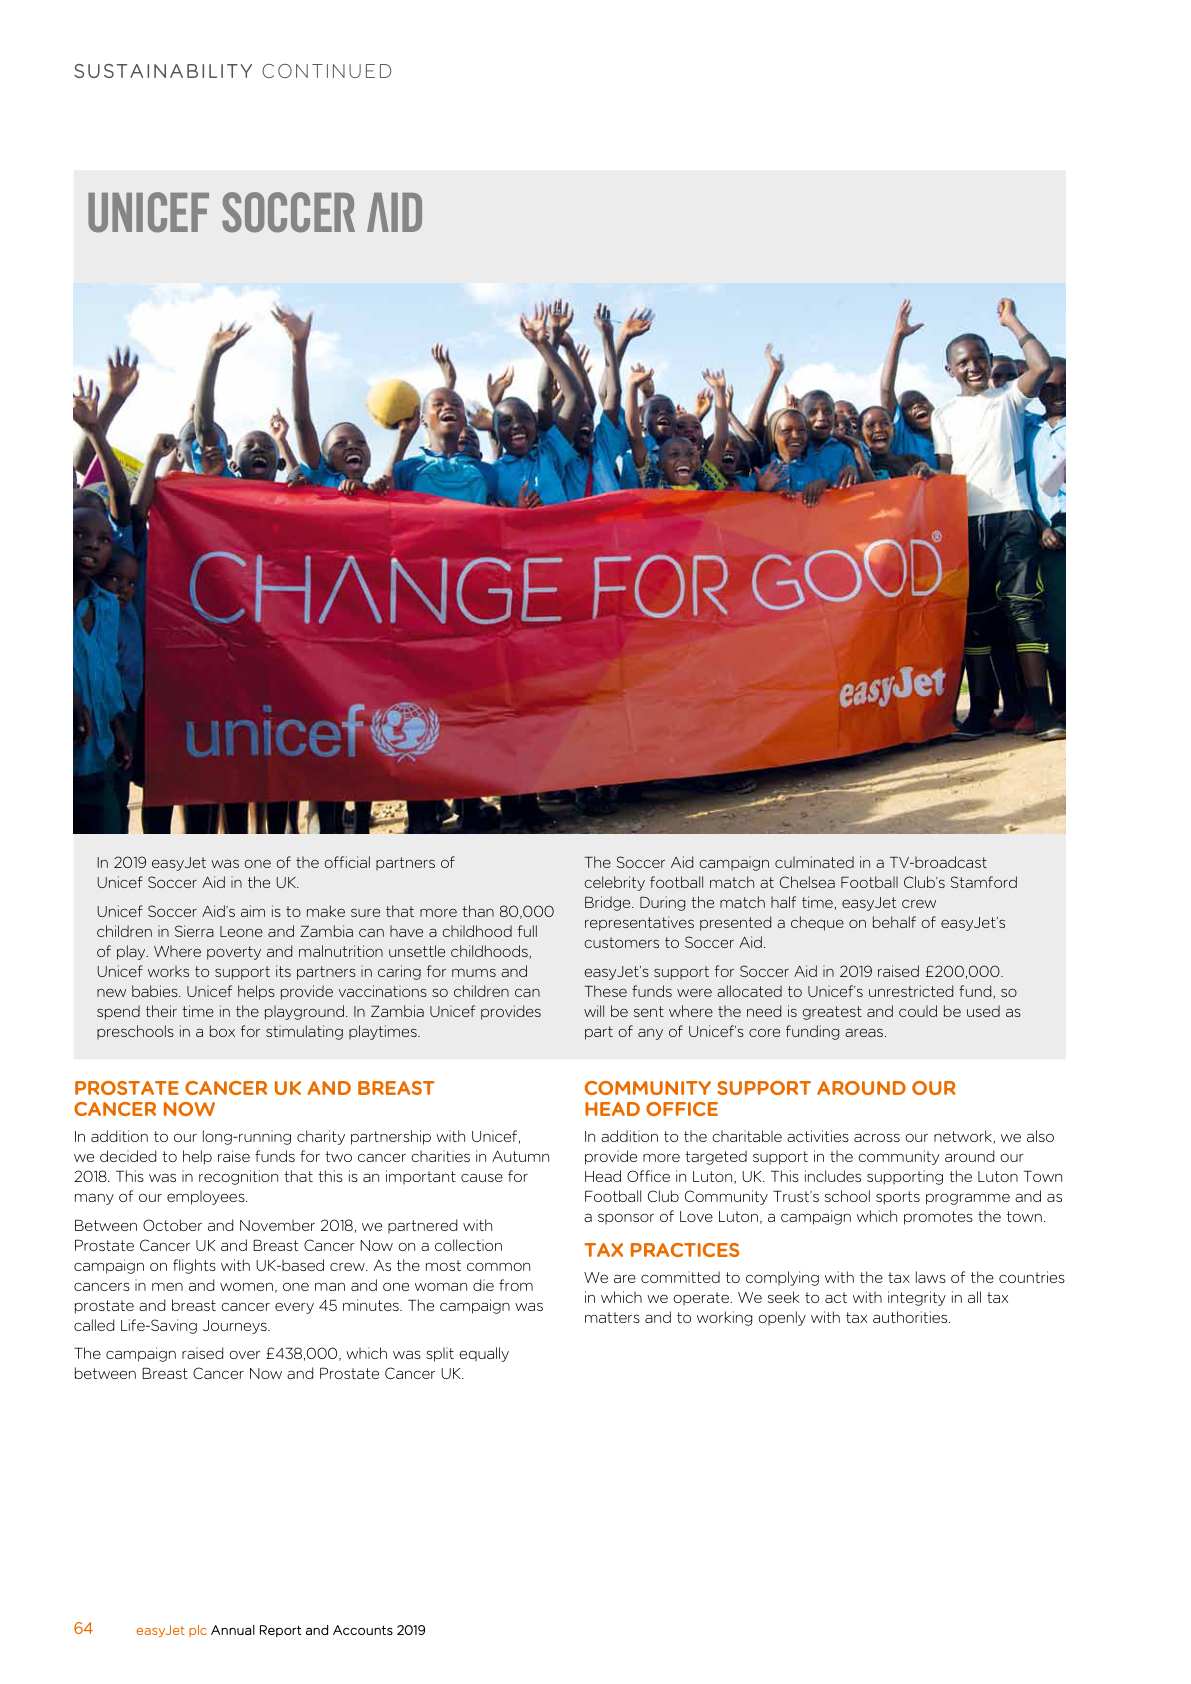 SUSTAINABILITY CONTINUED
UNICEF SOCCER AID
CHANGE FOR GOOD®
easyJet
unicef
In 2019 easyJet was one of the official partners of
Unicef Soccer Aid in the UK.
Unicef Soccer Aid's aim is to make sure that more than 80,000
children in Sierra Leone and Zambia can have a childhood full
of play. Where poverty and malnutrition unsettle childhoods,
Unicef works to support its partners in caring for mums and
new babies. Unicef helps provide vaccinations so children can
spend their time in the playground. In Zambia Unicef provides
preschools in a box for stimulating playtimes.
The Soccer Aid campaign culminated in a TV-broadcast
celebrity football match at Chelsea Football Club's Stamford
Bridge. During the match half time, easyJet crew
representatives presented a cheque on behalf of easyJet's
customers to Soccer Aid.
easyJet's support for Soccer Aid in 2019 raised £200,000.
These funds were allocated to Unicef's unrestricted fund, so
will be sent where the need is greatest and could be used as
part of any of Unicef's core funding areas.
PROSTATE CANCER UK AND BREAST
CANCER NOW
In addition to our long-running charity partnership with Unicef,
we decided to help raise funds for two cancer charities in Autumn
2018. This was in recognition that this is an important cause for
many of our employees.
Between October and November 2018, we partnered with
Prostate Cancer UK and Breast Cancer Now on a collection
campaign on flights with UK-based crew. As the most common
cancers in men and women, one man and one woman die from
prostate and breast cancer every 45 minutes. The campaign was
called Life-Saving Journeys.
The campaign raised over £438,000, which was split equally
between Breast Cancer Now and Prostate Cancer UK.
COMMUNITY SUPPORT AROUND OUR
HEAD OFFICE
In addition to the charitable activities across our network, we also
provide more targeted support in the community around our
Head Office in Luton, UK. This includes supporting the Luton Town
Football Club Community Trust's school sports programme and as
a sponsor of Love Luton, a campaign which promotes the town.
TAX PRACTICES
We are committed to complying with the tax laws of the countries
in which we operate. We seek to act with integrity in all tax
matters and to working openly with tax authorities.
64 easyJet plc Annual Report and Accounts 2019